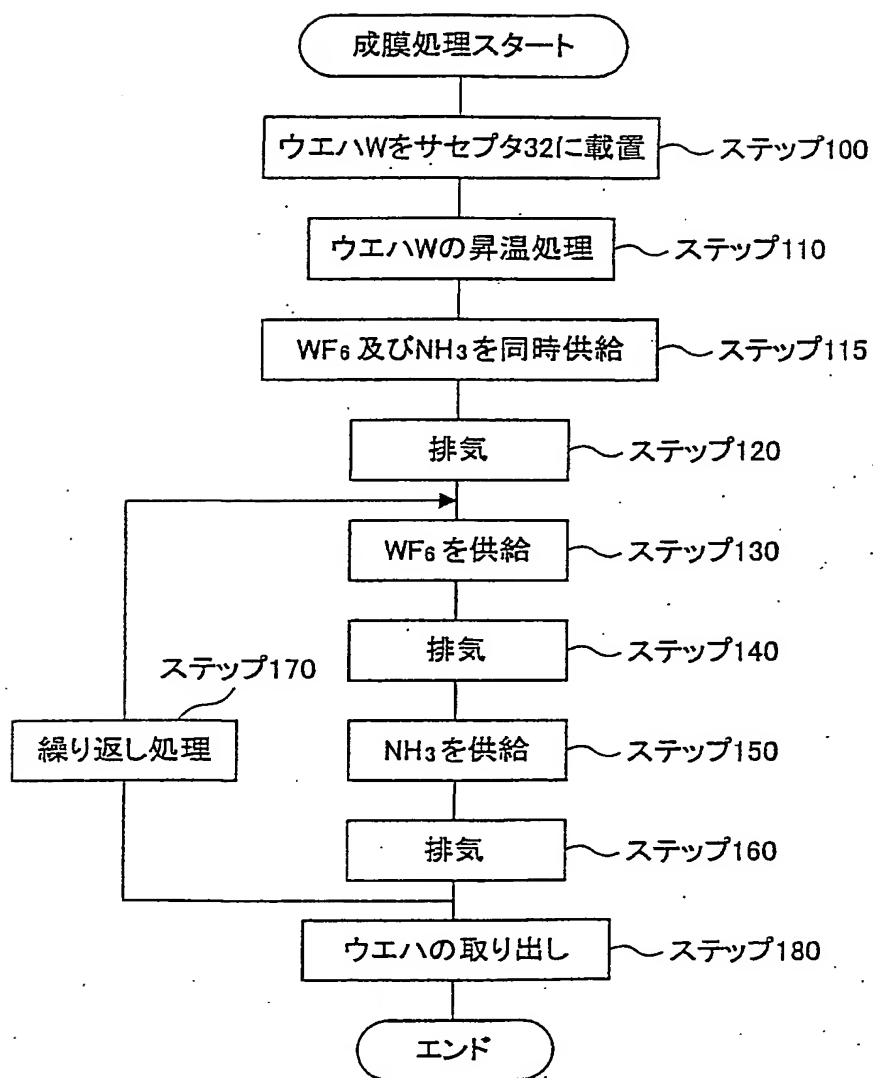 成膜処理スタート
ウエハWをサセプタ32に載置
ステップ100
ウエハWの昇温処理
ステップ110
WF₆及びNH₃を同時供給
ステップ115
排気
ステップ120
WF₆を供給
ステップ130
排気
ステップ140
ステップ170
繰り返し処理
NH₃を供給
ステップ150
排気
ステップ160
ウエハの取り出し
ステップ180
エンド